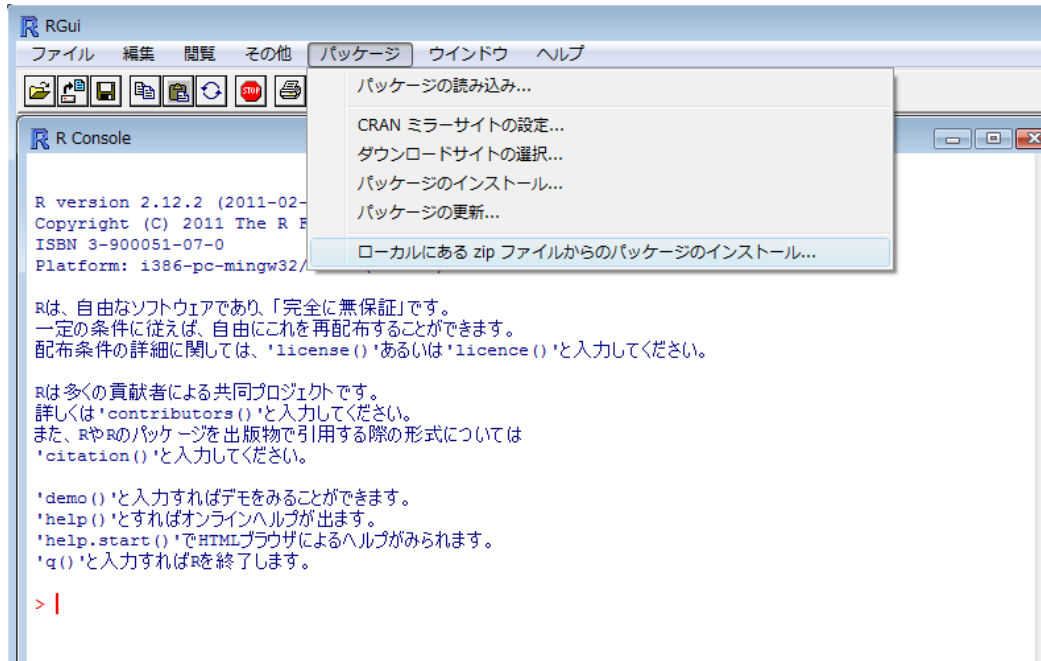 RGui
ファイル 編集 閲覧 その他 パッケージ ウインドウ ヘルプ
STOP
パッケージの読み込み...
CRAN ミラーサイトの設定...
ダウンロードサイトの選択...
パッケージのインストール...
パッケージの更新...
ローカルにある zip ファイルからのパッケージのインストール...
R Console
R version 2.12.2 (2011-02-
Copyright (C) 2011 The R
ISBN 3-900051-07-0
Platform: i386-pc-mingw32/
Rは、自由なソフトウェアであり、「完全に無保証」です。
一定の条件に従えば、自由にこれを再配布することができます。
配布条件の詳細に関しては、'license()'あるいは'licence()'と入力してください。
Rは多くの貢献者による共同プロジェクトです。
詳しくは'contributors()'と入力してください。
また、RやRのパッケージを出版物で引用する際の形式については
'citation()'と入力してください。
'demo()'と入力すればデモをみることができます。
'help()'とすればオンラインヘルプが出ます。
'help.start()'でHTMLブラウザによるヘルプがみられます。
'q()'と入力すればRを終了します。
>